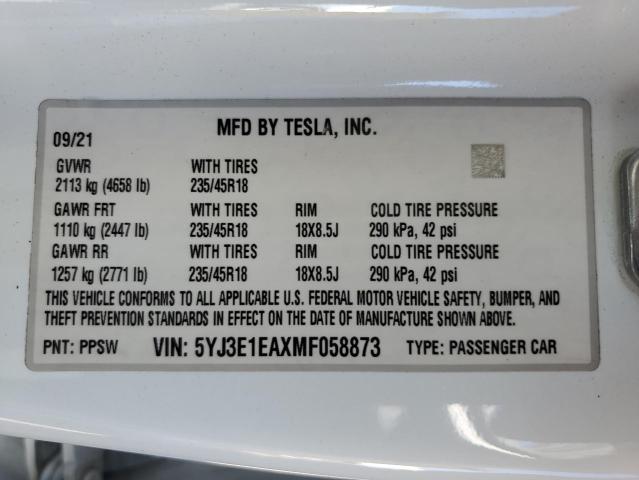 MFD BY TESLA, INC.
09/21
GVWR WITH TIRES
2113 kg (4658 lb) 235/45R18
GAWR FRT WITH TIRES RIM COLD TIRE PRESSURE
1110 kg (2447 lb) 235/45R18 18X8.5J 290 kPa, 42 psi
GAWR RR WITH TIRES RIM COLD TIRE PRESSURE
1257 kg (2771 lb) 235/45R18 18X8.5J 290 kPa, 42 psi
THIS VEHICLE CONFORMS TO ALL APPLICABLE U.S. FEDERAL MOTOR VEHICLE SAFETY, BUMPER, AND
THEFT PREVENTION STANDARDS IN EFFECT ON THE DATE OF MANUFACTURE SHOWN ABOVE.
PNT: PPSW VIN: 5YJ3E1EAXMF058873 TYPE: PASSENGER CAR